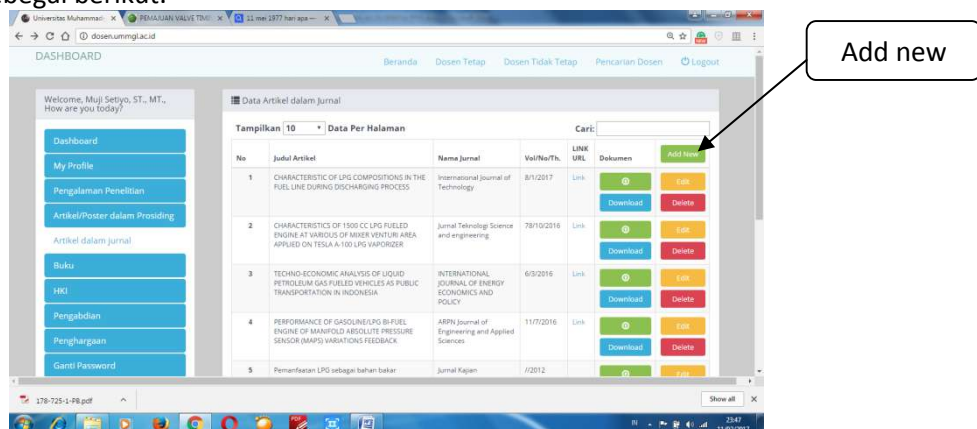 sebagai berikut:
Universitas Muhammad
PEMAJUAN VALVE TIMI
11 mei 1977 hari apa —
dosen.ummgl.ac.id
DASHBOARD
Beranda Dosen Tetap Dosen Tidak Tetap Pencarian Dosen Logout
Add new
Welcome, Muji Setiyo, ST., MT.,
How are you today?
Dashboard
My Profile
Pengalaman Penelitian
Artikel/Poster dalam Prosiding
Artikel dalam jurnal
Buku
HKI
Pengabdian
Penghargaan
Ganti Password
Data Artikel dalam Jurnal
Tampilkan 10 Data Per Halaman
Cari:
No Judul Artikel Nama Jurnal Vol/No/Th. LINK URL Dokumen Add New
1 CHARACTERISTIC OF LPG COMPOSITIONS IN THE International Journal of 8/1/2017 Link Edit
FUEL LINE DURING DISCHARGING PROCESS Technology
Download Delete
2 CHARACTERISTICS OF 1500 CC LPG FUELED Jurnal Teknologi Science 78/10/2016 Link Edit
ENGINE AT VARIOUS OF MIXER VENTURI AREA and engineering
APPLIED ON TESLA A-100 LPG VAPORIZER
Download Delete
3 TECHNO-ECONOMIC ANALYSIS OF LIQUID INTERNATIONAL 6/3/2016 Link Edit
PETROLEUM GAS FUELED VEHICLES AS PUBLIC JOURNAL OF ENERGY
TRANSPORTATION IN INDONESIA ECONOMICS AND
POLICY
Download Delete
4 PERFORMANCE OF GASOLINE/LPG BI-FUEL ARPN Journal of 11/7/2016 Link Edit
ENGINE OF MANIFOLD ABSOLUTE PRESSURE Engineering and Applied
SENSOR (MAPS) VARIATIONS FEEDBACK Sciences
Download Delete
5 Pemanfaatan LPG sebagai bahan bakar Jurnal Kajian //2012 Edit
178-725-1-PB.pdf
Show all
IN
23:47
11/02/2017